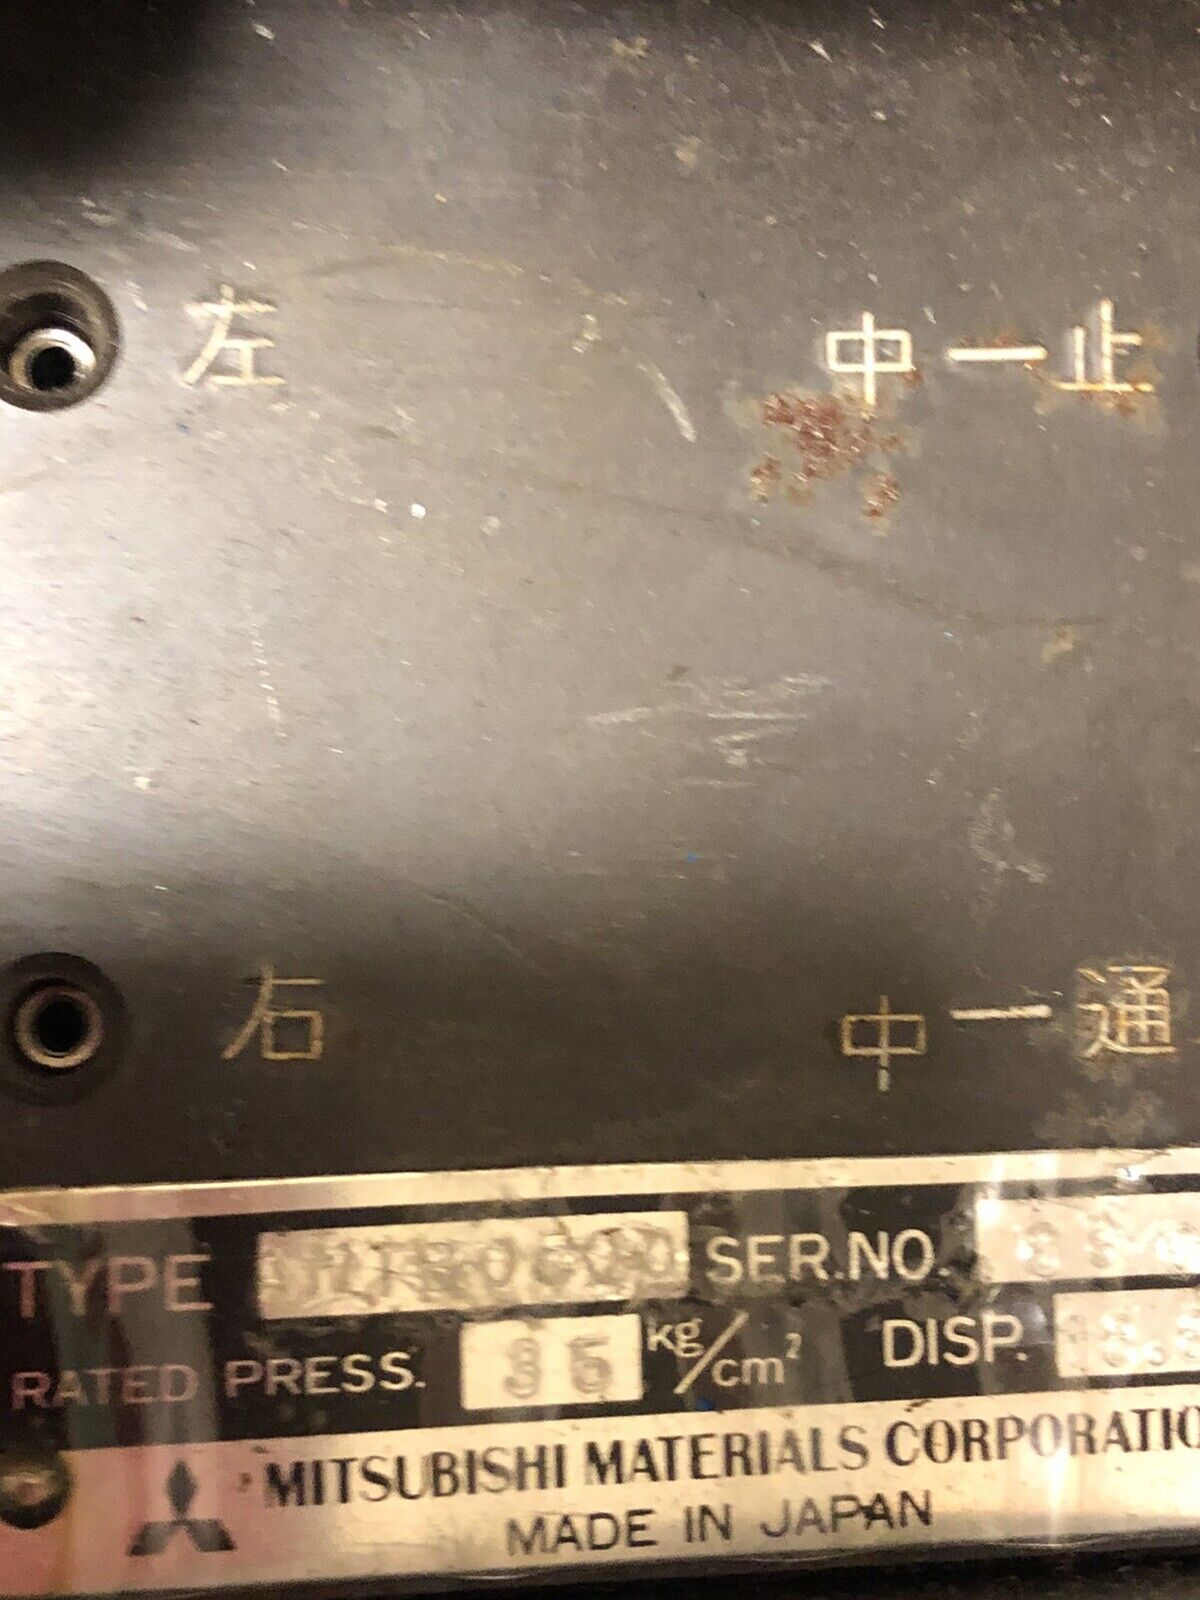 左 中一止
右 中一通
TYPE SER.NO.
RATED PRESS. 35 kg/cm² DISP.
MITSUBISHI MATERIALS CORPORATIO
MADE IN JAPAN